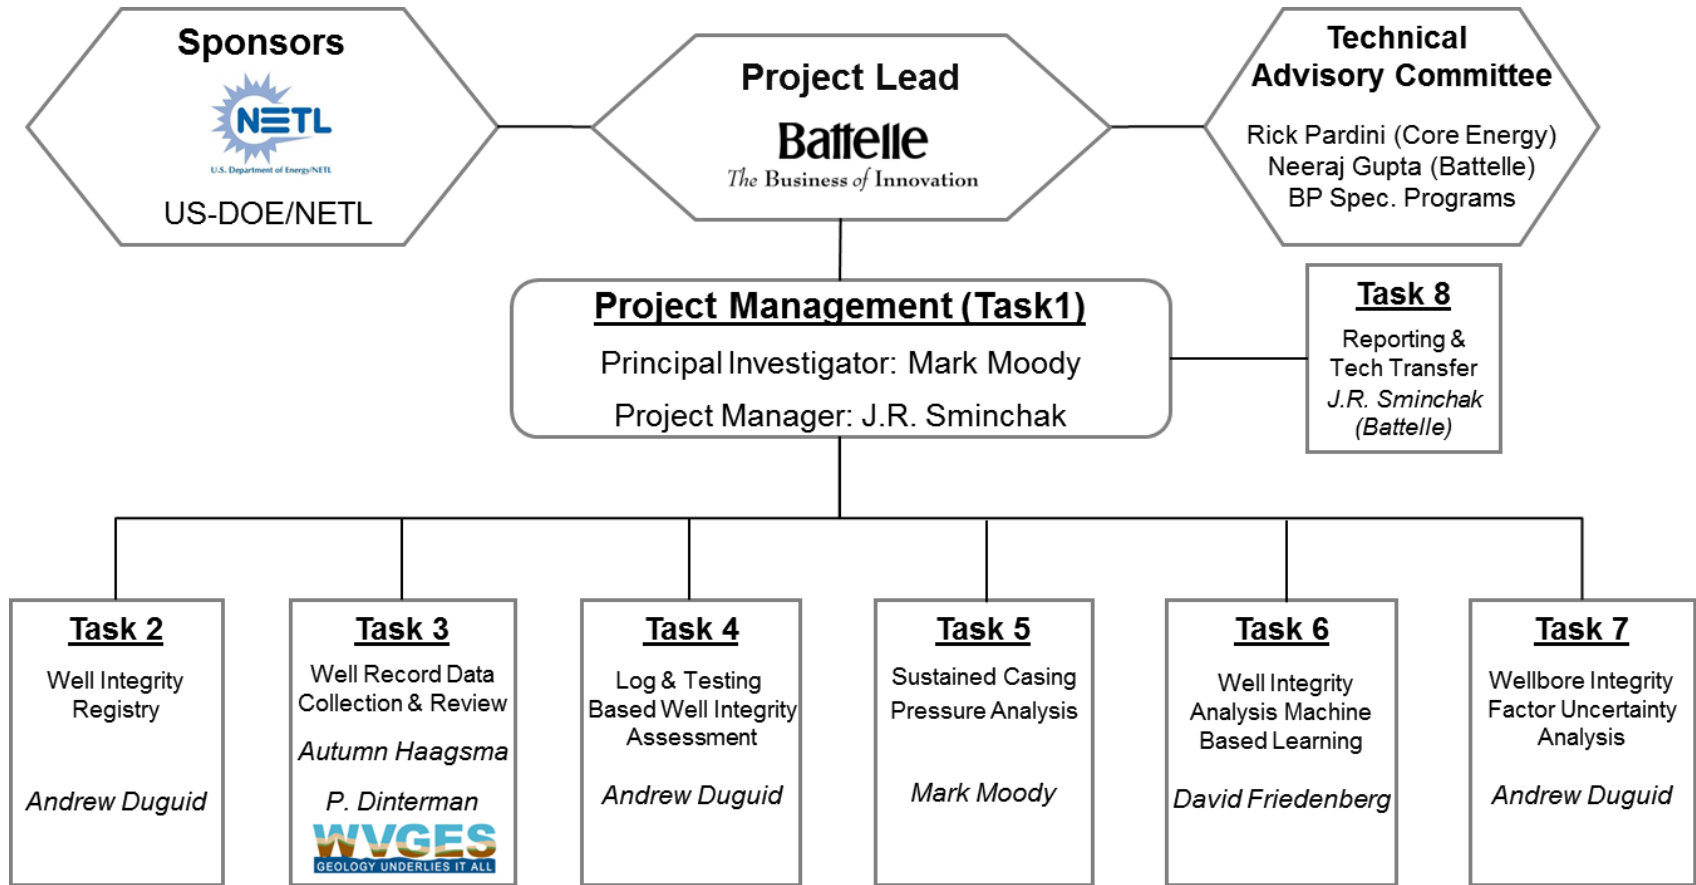 Sponsors
NETL
U.S. Department of Energy/NETL
US-DOE/NETL
Project Lead
Battelle
The Business of Innovation
Technical
Advisory Committee
Rick Pardini (Core Energy)
Neeraj Gupta (Battelle)
BP Spec. Programs
Project Management (Task1)
Principal Investigator: Mark Moody
Project Manager: J.R. Sminchak
Task 8
Reporting &
Tech Transfer
J.R. Sminchak
(Battelle)
Task 2
Well Integrity
Registry
Andrew Duguid
Task 3
Well Record Data
Collection & Review
Autumn Haagsma
P. Dinterman
WVGES
GEOLOGY UNDERLIES IT ALL
Task 4
Log & Testing
Based Well Integrity
Assessment
Andrew Duguid
Task 5
Sustained Casing
Pressure Analysis
Mark Moody
Task 6
Well Integrity
Analysis Machine
Based Learning
David Friedenberg
Task 7
Wellbore Integrity
Factor Uncertainty
Analysis
Andrew Duguid